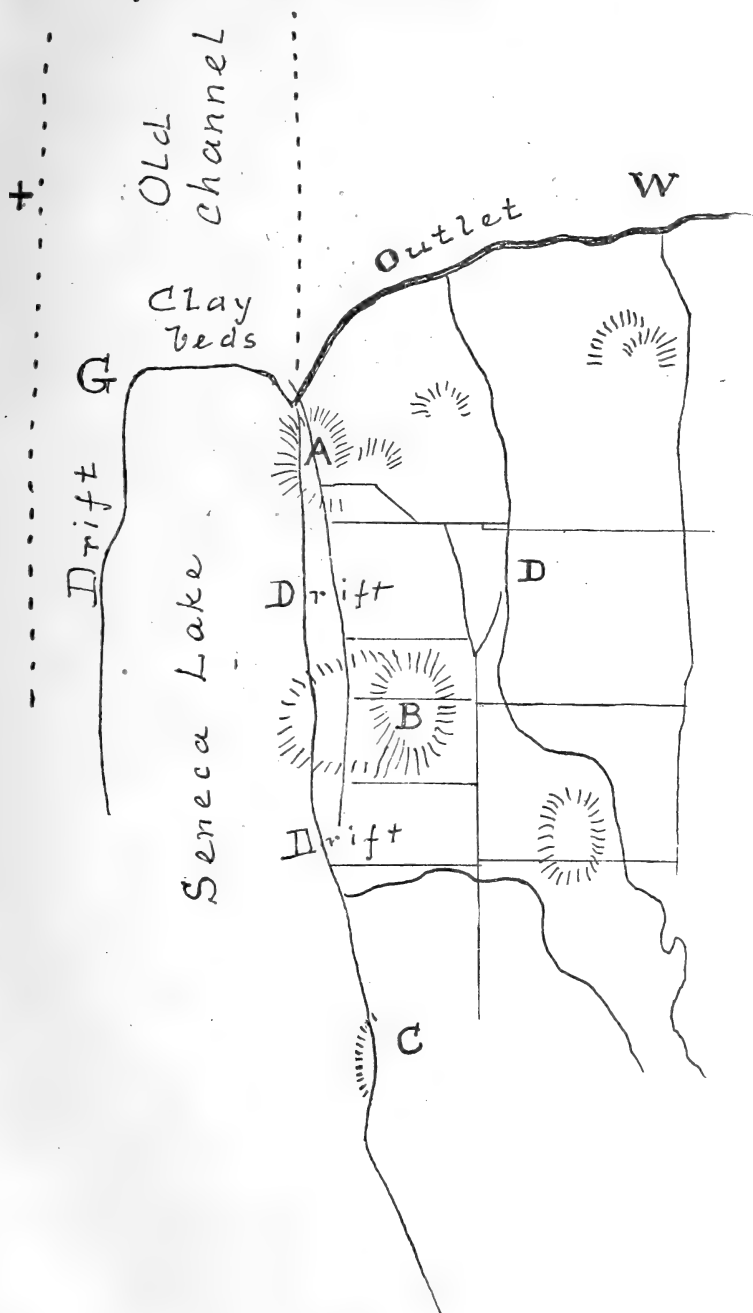 Old
channel
+
W
Outlet
Clay
beds
G
A
Drift
D
Drift
Seneca Lake
B
Drift
C